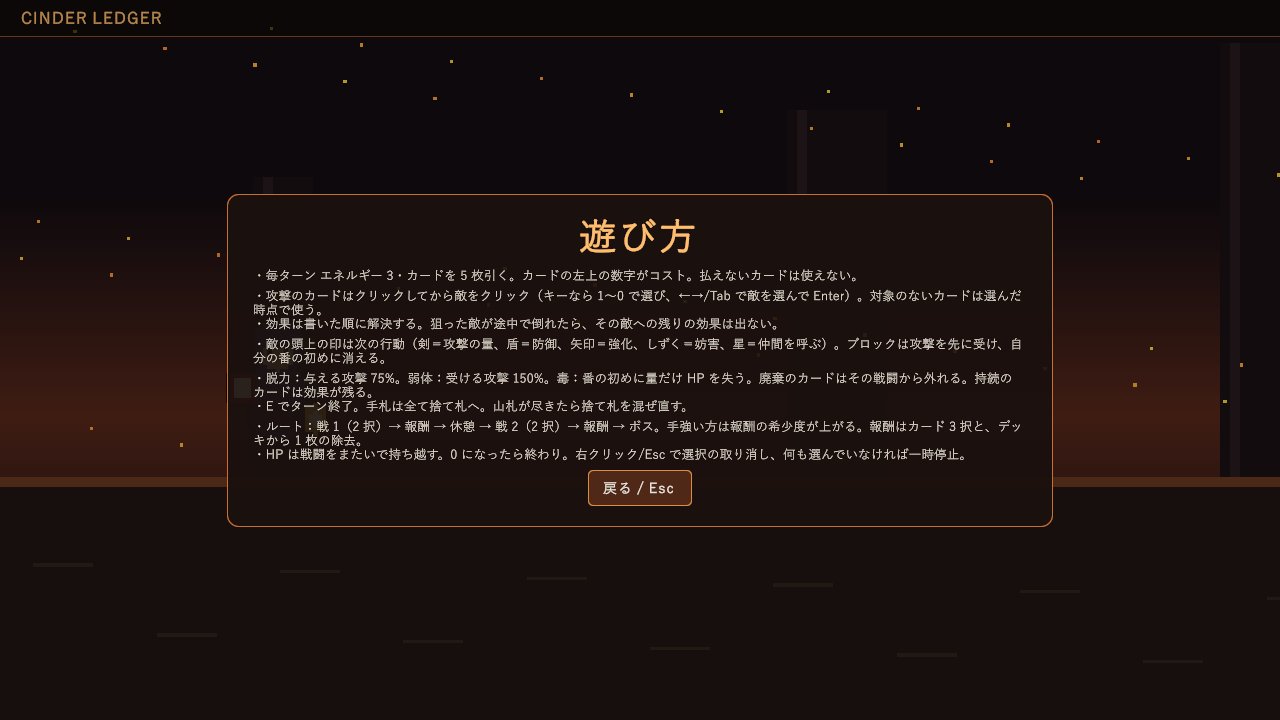 CINDER LEDGER
遊び方
・毎ターン エネルギー 3・カードを 5 枚引く。カードの左上の数字がコスト。払えないカードは使えない。
・攻撃のカードはクリックしてから敵をクリック（キーなら 1〜0 で選び、←→/Tab で敵を選んで Enter）。対象のないカードは選んだ
時点で使う。
・効果は書いた順に解決する。狙った敵が途中で倒れたら、その敵への残りの効果は出ない。
・敵の頭上の印は次の行動（剣＝攻撃の量、盾＝防御、矢印＝強化、しずく＝妨害、星＝仲間を呼ぶ）。ブロックは攻撃を先に受け、自
分の番の初めに消える。
・脱力：与える攻撃 75%。弱体：受ける攻撃 150%。毒：番の初めに量だけ HP を失う。廃棄のカードはその戦闘から外れる。持続の
カードは効果が残る。
・E でターン終了。手札は全て捨て札へ。山札が尽きたら捨て札を混ぜ直す。
・ルート：戦 1（2 択）→ 報酬 → 休憩 → 戦 2（2 択）→ 報酬 → ボス。手強い方は報酬の希少度が上がる。報酬はカード 3 択と、デッ
キから 1 枚の除去。
・HP は戦闘をまたいで持ち越す。0 になったら終わり。右クリック/Esc で選択の取り消し、何も選んでいなければ一時停止。
戻る / Esc